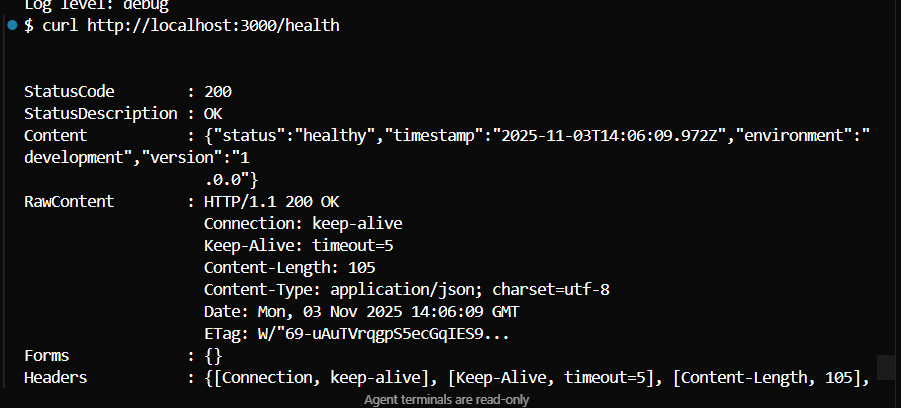 Log level: debug
$ curl http://localhost:3000/health
StatusCode        : 200
StatusDescription : OK
Content           : {"status":"healthy","timestamp":"2025-11-03T14:06:09.972Z","environment":"
development","version":"1
                    .0.0"}
RawContent        : HTTP/1.1 200 OK
                    Connection: keep-alive
                    Keep-Alive: timeout=5
                    Content-Length: 105
                    Content-Type: application/json; charset=utf-8
                    Date: Mon, 03 Nov 2025 14:06:09 GMT
                    ETag: W/"69-uAuTVrqgpS5ecGqIES9...
Forms             : {}
Headers           : {[Connection, keep-alive], [Keep-Alive, timeout=5], [Content-Length, 105],
Agent terminals are read-only